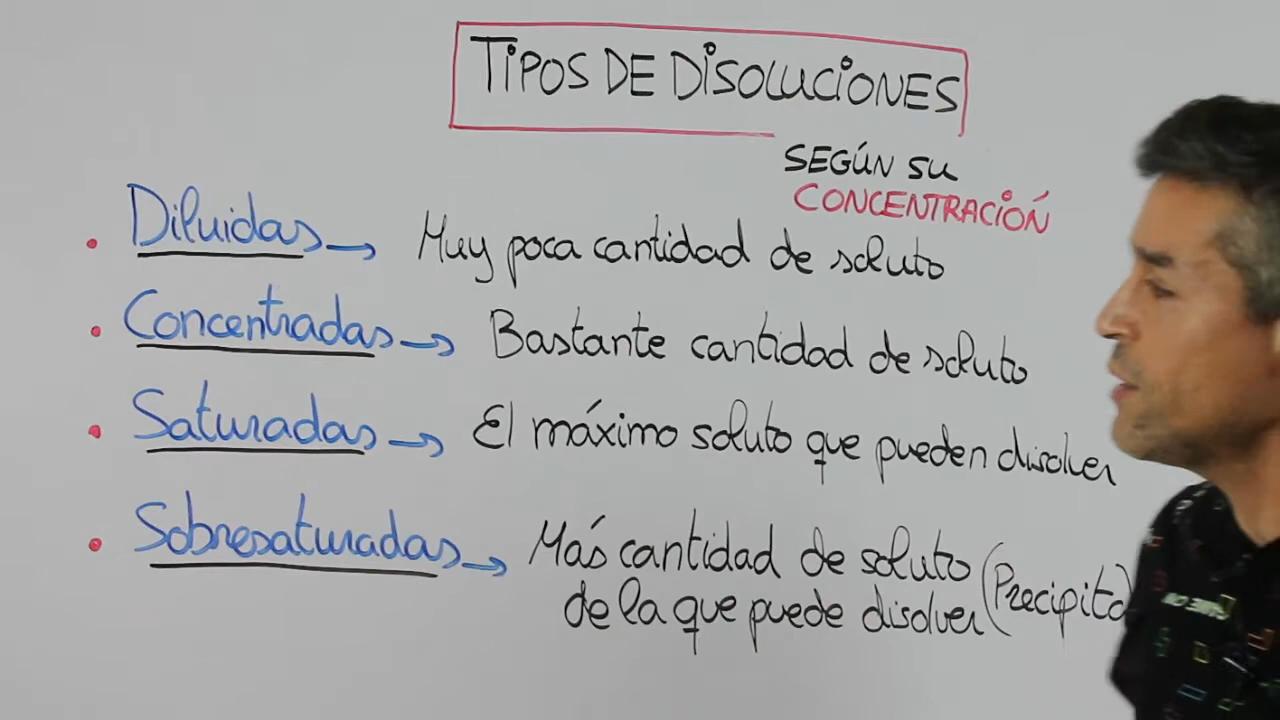 TIPOS DE DISOLUCIONES
SEGÚN SU
CONCENTRACIÓN
• Diluidas → Muy poca cantidad de soluto
• Concentradas → Bastante cantidad de soluto
• Saturadas → El máximo soluto que pueden disolver
• Sobresaturadas → Más cantidad de soluto
de la que puede disolver (Precipita)